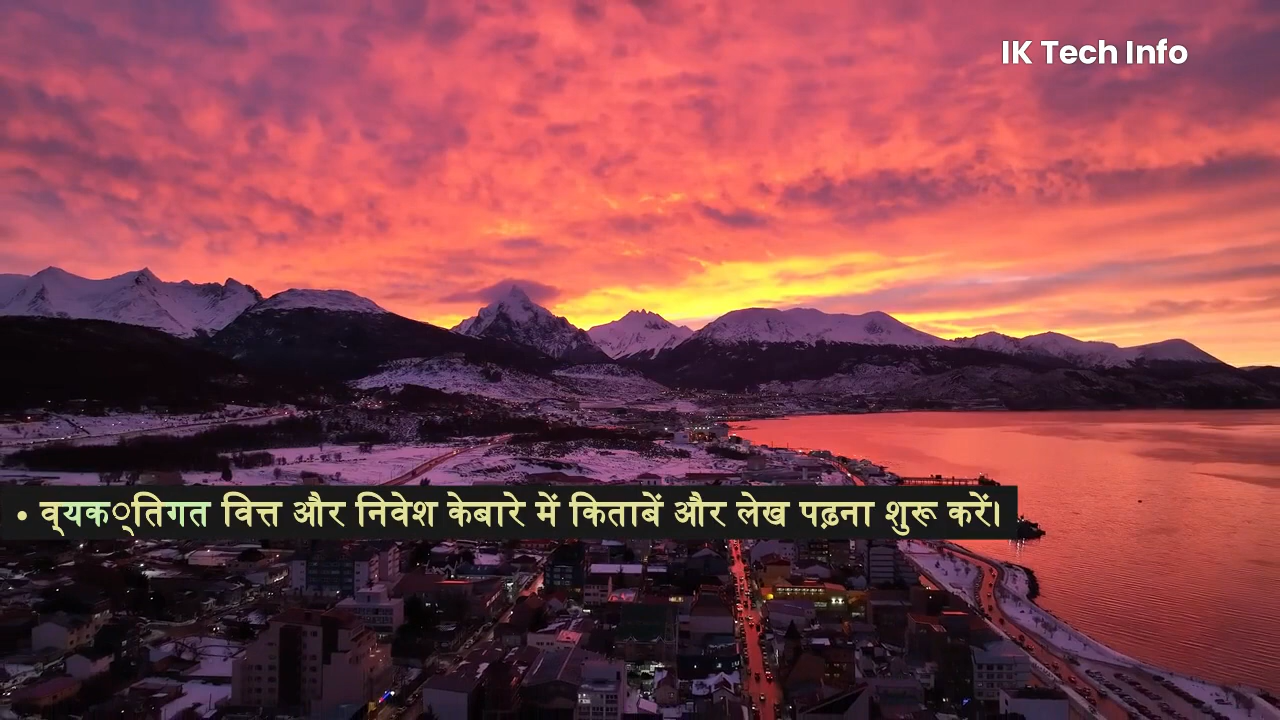 IK Tech Info
• व्यक्तिगत वित्त और निवेश केबारे में किताबें और लेख पढ़ना शुरू करें।